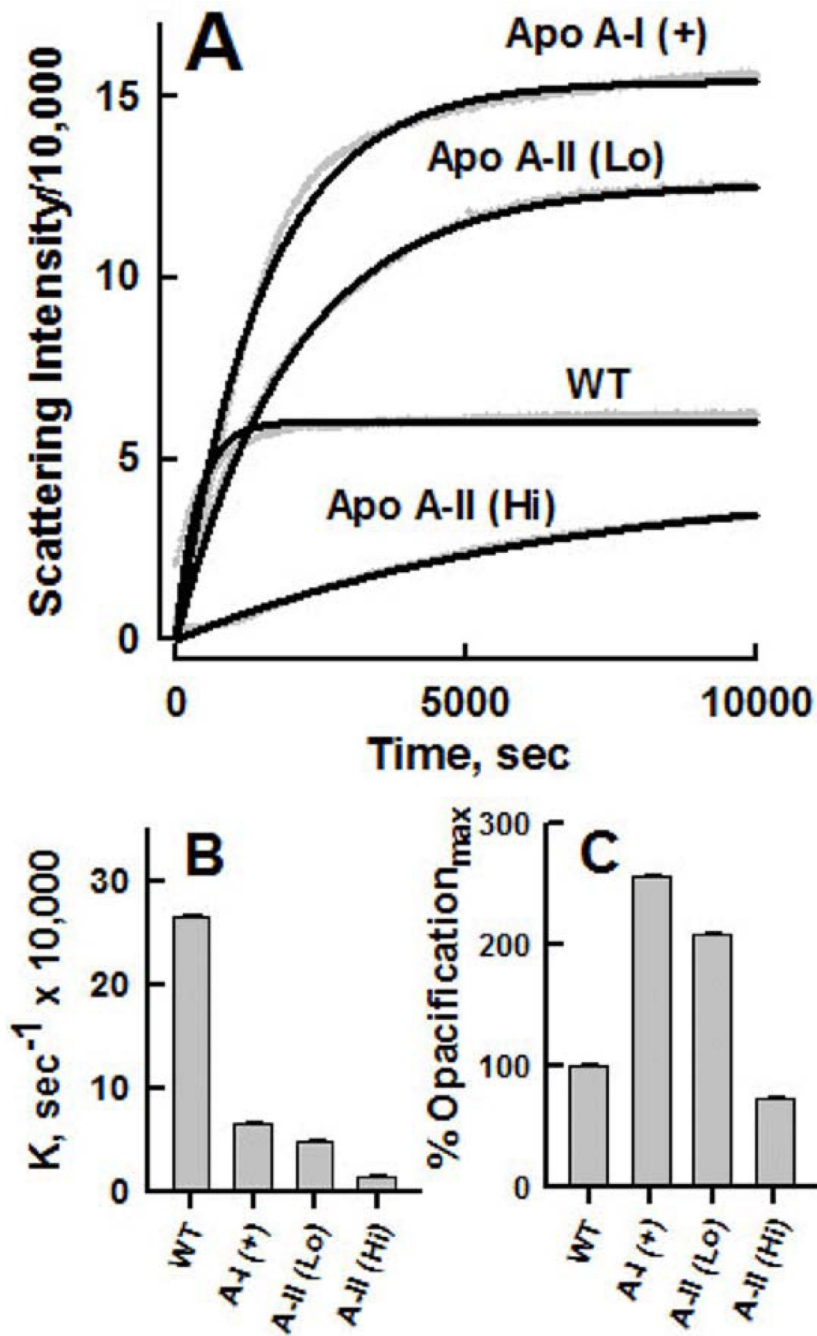 A
Apo A-I (+)
Apo A-II (Lo)
WT
Apo A-II (Hi)
Scattering Intensity/10,000
15
10
5
0
0 5000 10000
Time, sec
B
K, sec-1 x 10,000
30
20
10
0
WT A-I (+) A-II (Lo) A-II (Hi)
C
% Opacificationmax
300
200
100
0
WT A-I (+) A-II (Lo) A-II (Hi)